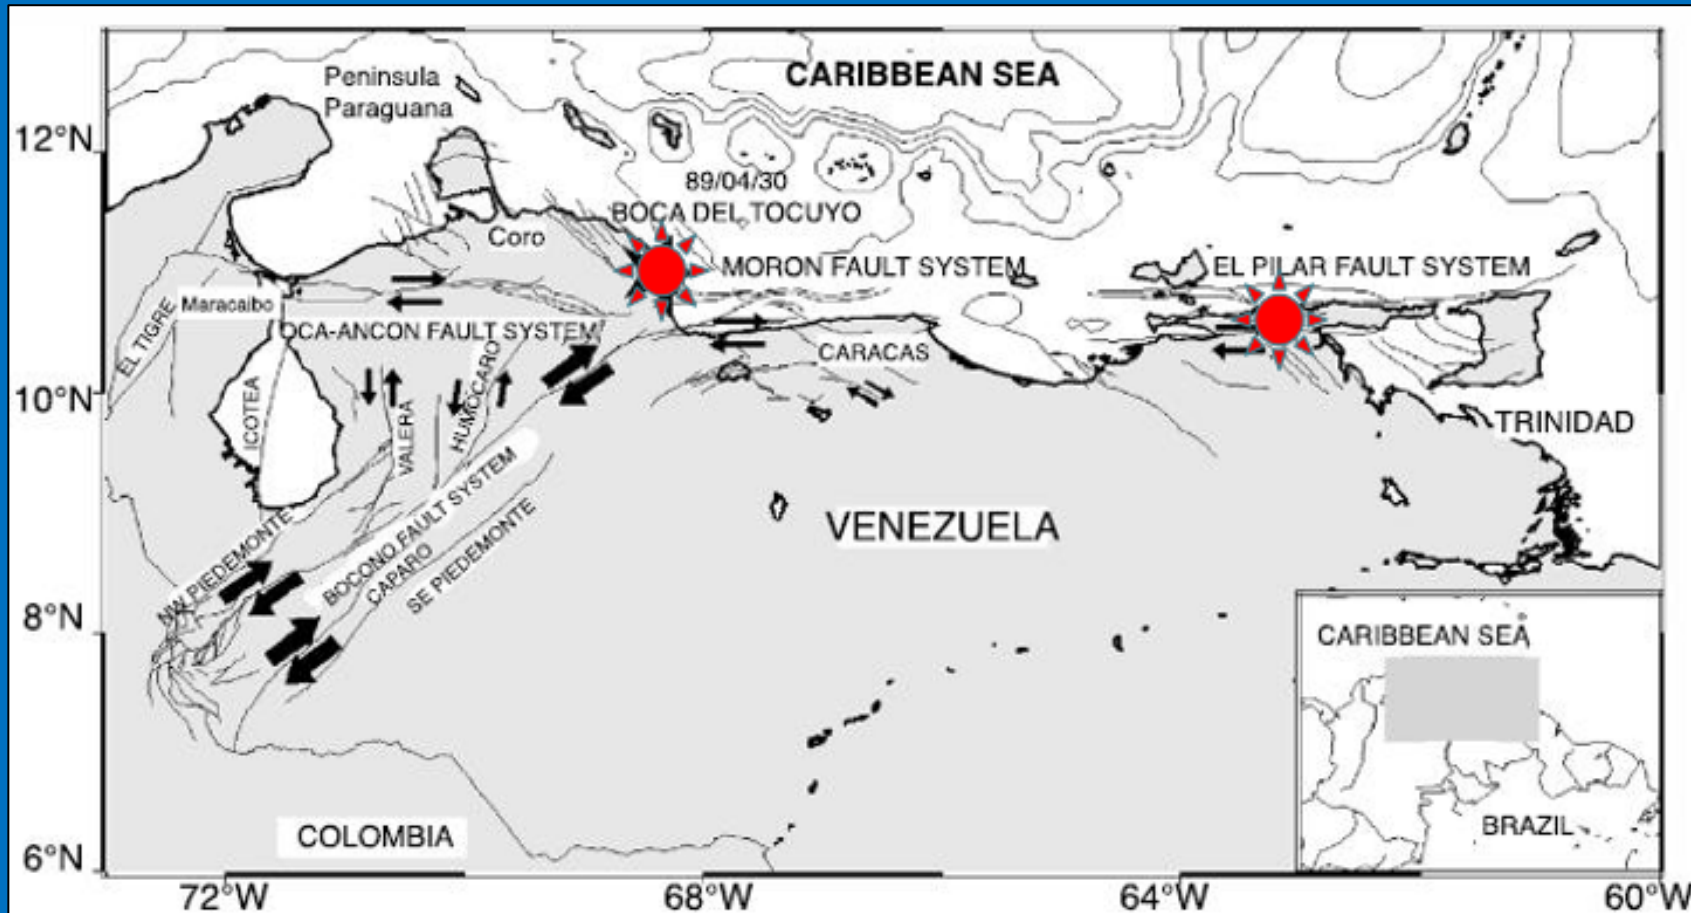 CARIBBEAN SEA
Peninsula
Paraguana
12°N
89/04/30
BOCA DEL TOCUYO
Coro
MORON FAULT SYSTEM
EL PILAR FAULT SYSTEM
EL TIGRE
Maracaibo
OCA-ANCON FAULT SYSTEM
CARACAS
10°N
ICOTEA
VALERA
HUMOCARO
TRINIDAD
VENEZUELA
NW PIEDEMONTE
BOCONO FAULT SYSTEM
CAPARO
SE PIEDEMONTE
8°N
CARIBBEAN SEA
BRAZIL
COLOMBIA
6°N
72°W
68°W
64°W
60°W